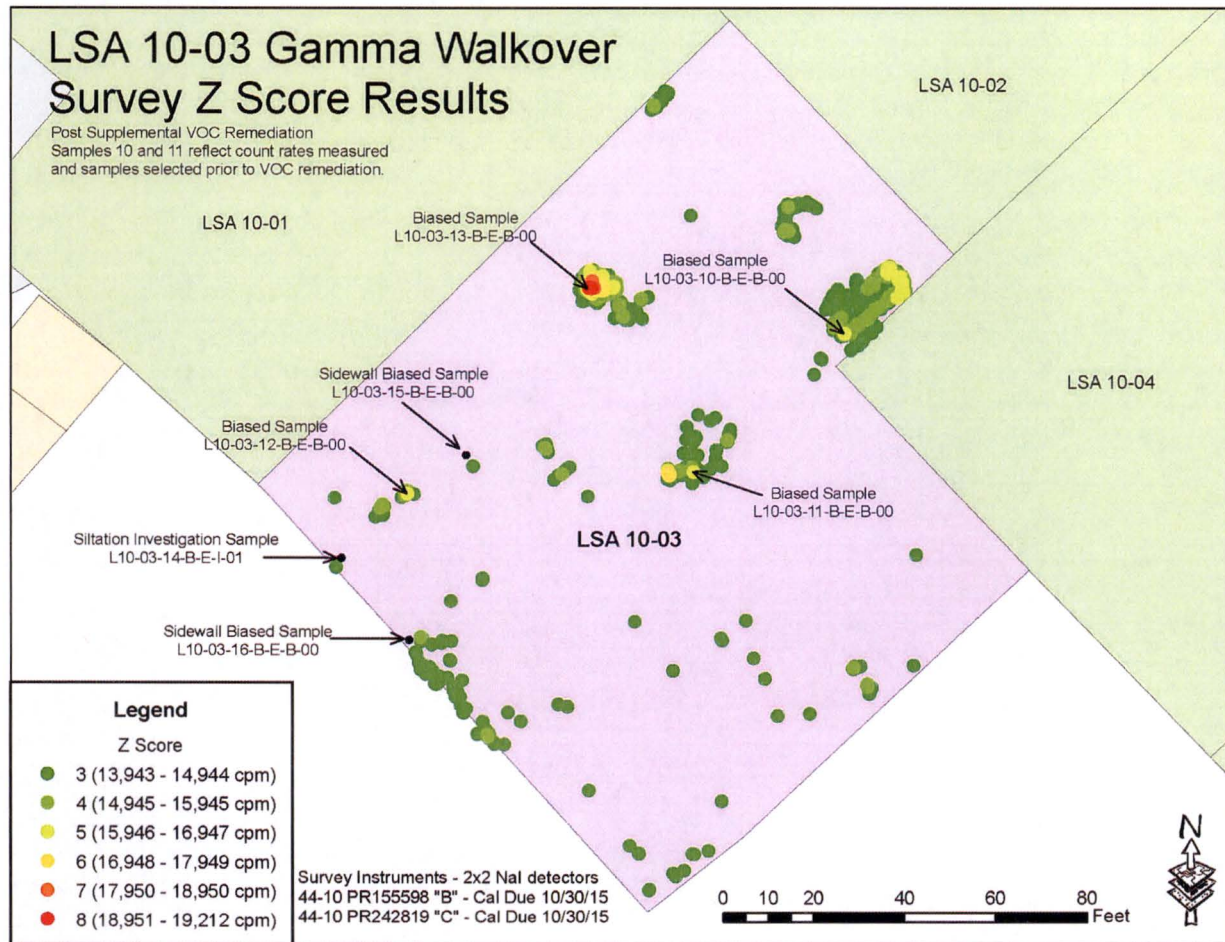 LSA 10-03 Gamma Walkover
Survey Z Score Results
Post Supplemental VOC Remediation
Samples 10 and 11 reflect count rates measured
and samples selected prior to VOC remediation.
LSA 10-02
LSA 10-01
Biased Sample
L10-03-13-B-E-B-00
Biased Sample
L10-03-10-B-E-B-00
Sidewall Biased Sample
L10-03-15-B-E-B-00
LSA 10-04
Biased Sample
L10-03-12-B-E-B-00
Biased Sample
L10-03-11-B-E-B-00
LSA 10-03
Siltation Investigation Sample
L10-03-14-B-E-I-01
Sidewall Biased Sample
L10-03-16-B-E-B-00
Legend
Z Score
3 (13,943 - 14,944 cpm)
4 (14,945 - 15,945 cpm)
5 (15,946 - 16,947 cpm)
6 (16,948 - 17,949 cpm)
7 (17,950 - 18,950 cpm)
8 (18,951 - 19,212 cpm)
Survey Instruments - 2x2 NaI detectors
44-10 PR155598 "B" - Cal Due 10/30/15
44-10 PR242819 "C" - Cal Due 10/30/15
0 10 20 40 60 80
Feet
N